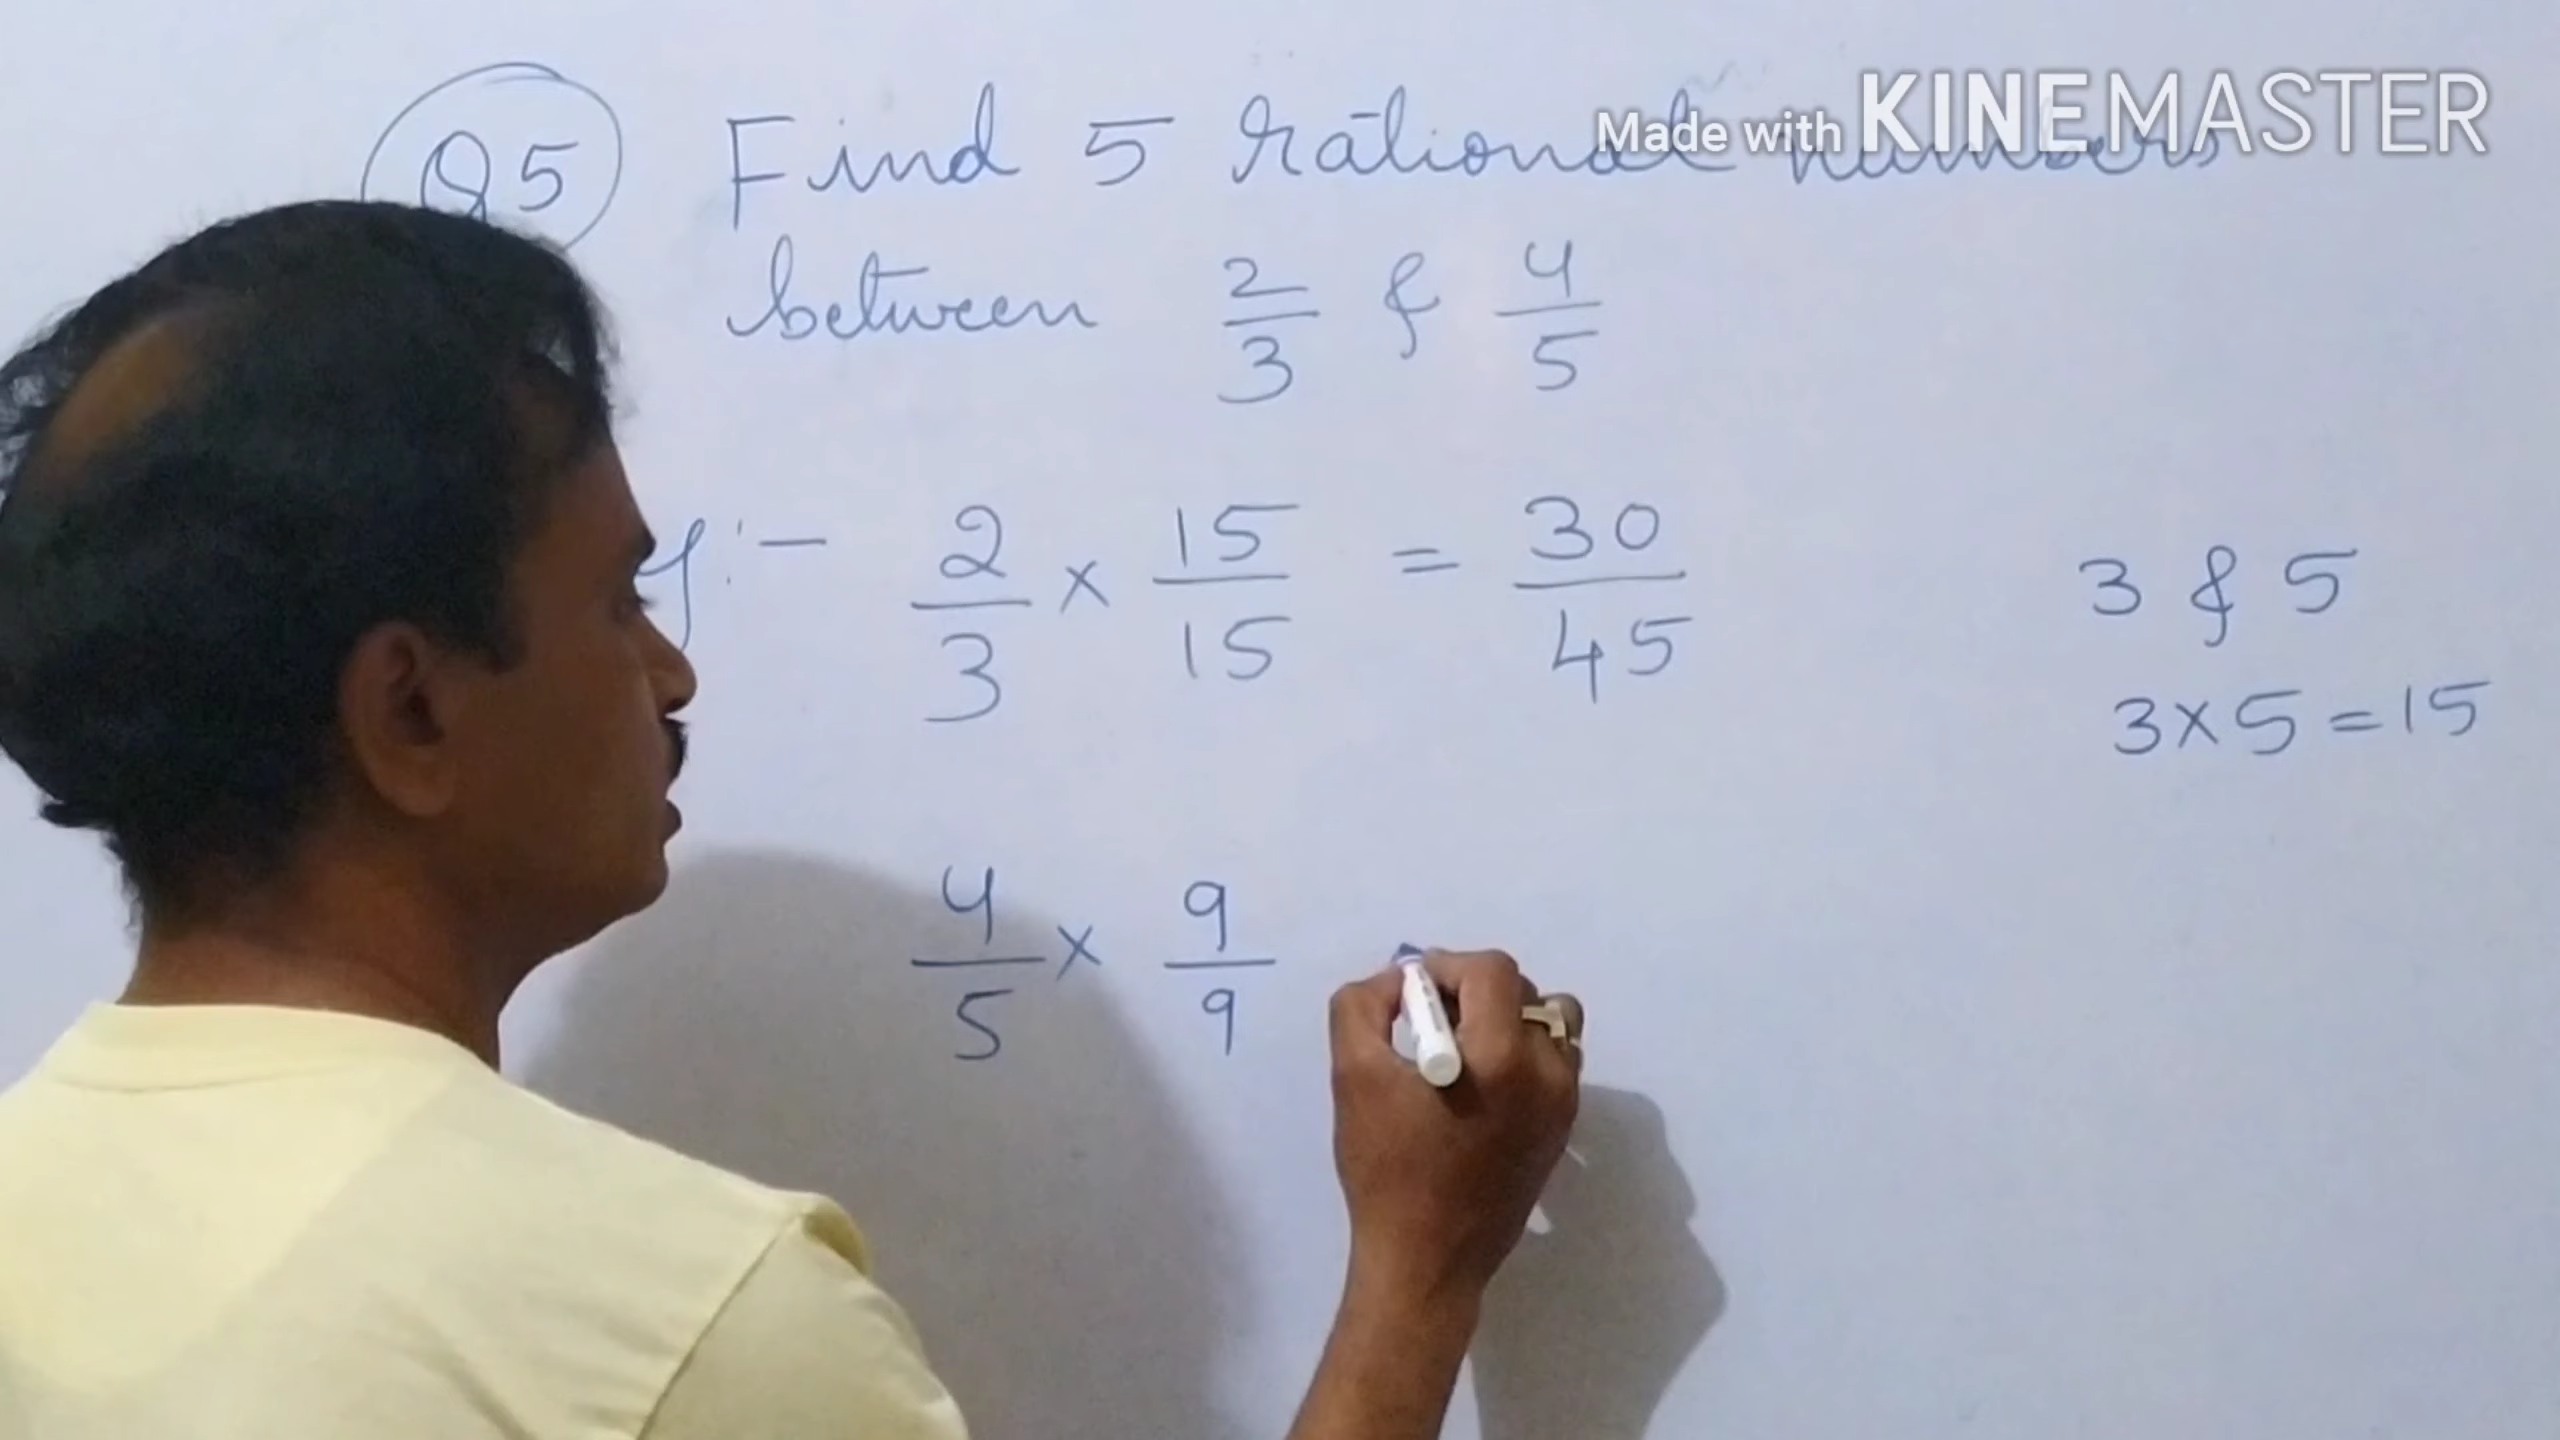 Q5 Find 5 rational numbers
Made with KINEMASTER
between 2/3 & 4/5
:- 2/3 × 15/15 = 30/45
3 & 5
3×5=15
4/5 × 9/9